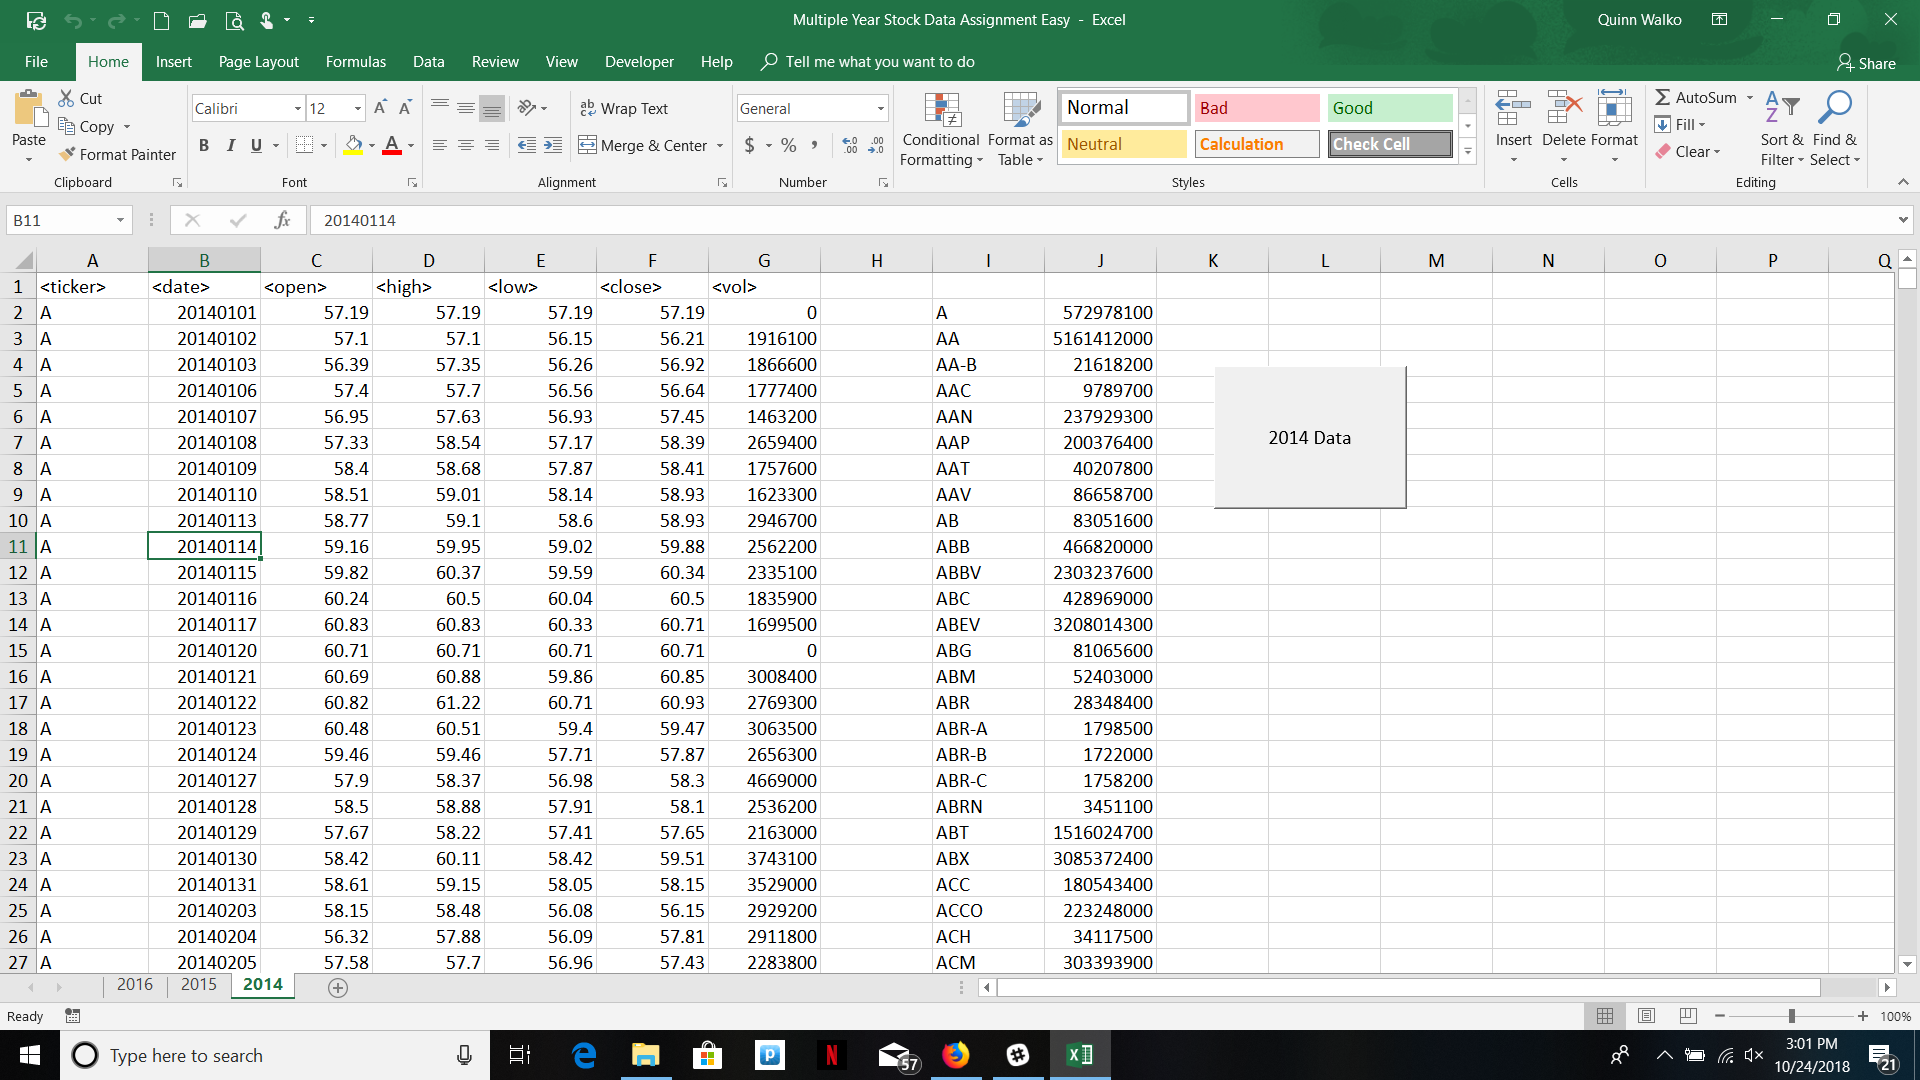 Multiple Year Stock Data Assignment Easy - Excel
Quinn Walko
File Home Insert Page Layout Formulas Data Review View Developer Help Tell me what you want to do
Share
Paste
Cut
Copy
Format Painter
Clipboard
Calibri 12
B I U A
Font
Wrap Text
Merge & Center
Alignment
General
$ % , .00
Number
Conditional Formatting
Format as Table
Normal Bad Good
Neutral Calculation Check Cell
Styles
Insert Delete Format
Cells
AutoSum
Fill
Clear
Sort & Filter
Find & Select
Editing
B11 fx 20140114
A B C D E F G H I J K L M N O P Q
1 <ticker> <date> <open> <high> <low> <close> <vol>
2 A 20140101 57.19 57.19 57.19 57.19 0 A 572978100
3 A 20140102 57.1 57.1 56.15 56.21 1916100 AA 5161412000
4 A 20140103 56.39 57.35 56.26 56.92 1866600 AA-B 21618200
5 A 20140106 57.4 57.7 56.56 56.64 1777400 AAC 9789700
6 A 20140107 56.95 57.63 56.93 57.45 1463200 AAN 237929300
7 A 20140108 57.33 58.54 57.17 58.39 2659400 AAP 200376400
8 A 20140109 58.4 58.68 57.87 58.41 1757600 AAT 40207800
9 A 20140110 58.51 59.01 58.14 58.93 1623300 AAV 86658700
10 A 20140113 58.77 59.1 58.6 58.93 2946700 AB 83051600
11 A 20140114 59.16 59.95 59.02 59.88 2562200 ABB 466820000
12 A 20140115 59.82 60.37 59.59 60.34 2335100 ABBV 2303237600
13 A 20140116 60.24 60.5 60.04 60.5 1835900 ABC 428969000
14 A 20140117 60.83 60.83 60.33 60.71 1699500 ABEV 3208014300
15 A 20140120 60.71 60.71 60.71 60.71 0 ABG 81065600
16 A 20140121 60.69 60.88 59.86 60.85 3008400 ABM 52403000
17 A 20140122 60.82 61.22 60.71 60.93 2769300 ABR 28348400
18 A 20140123 60.48 60.51 59.4 59.47 3063500 ABR-A 1798500
19 A 20140124 59.46 59.46 57.71 57.87 2656300 ABR-B 1722000
20 A 20140127 57.9 58.37 56.98 58.3 4669000 ABR-C 1758200
21 A 20140128 58.5 58.88 57.91 58.1 2536200 ABRN 3451100
22 A 20140129 57.67 58.22 57.41 57.65 2163000 ABT 1516024700
23 A 20140130 58.42 60.11 58.42 59.51 3743100 ABX 3085372400
24 A 20140131 58.61 59.15 58.05 58.15 3529000 ACC 180543400
25 A 20140203 58.15 58.48 56.08 56.15 2929200 ACCO 223248000
26 A 20140204 56.32 57.88 56.09 57.81 2911800 ACH 34117500
27 A 20140205 57.58 57.7 56.96 57.43 2283800 ACM 303393900
2014 Data
2016 2015 2014
Ready
100%
Type here to search
57
3:01 PM
10/24/2018
21